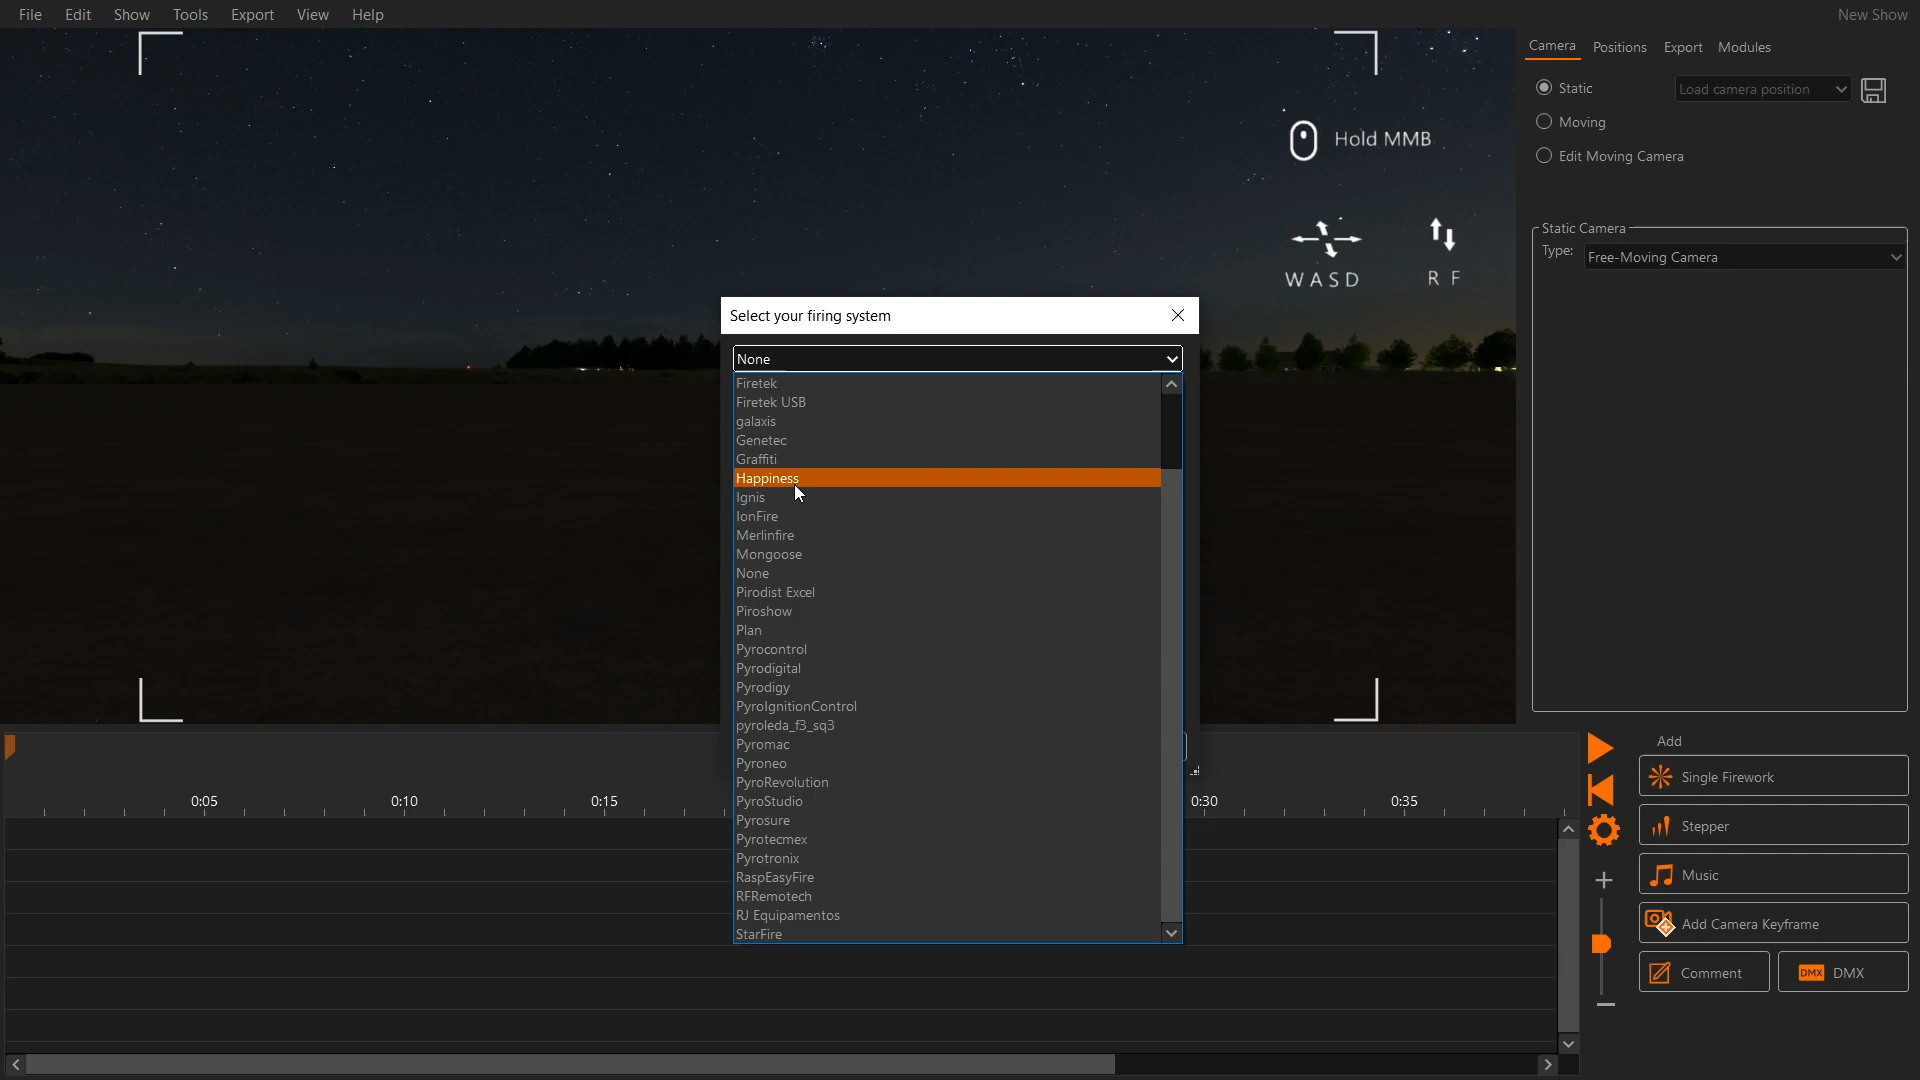 File Edit Show Tools Export View Help New Show
Camera Positions Export Modules
Static Load camera position
Moving
Edit Moving Camera
Hold MMB
W A S D R F
Static Camera
Type: Free-Moving Camera
Select your firing system
None
Firetek
Firetek USB
galaxis
Genetec
Graffiti
Happiness
Ignis
IonFire
Merlinfire
Mongoose
None
Pirodist Excel
Piroshow
Plan
Pyrocontrol
Pyrodigital
Pyrodigy
PyroIgnitionControl
pyroleda_f3_sq3
Pyromac
Pyroneo
PyroRevolution
PyroStudio
Pyrosure
Pyrotecmex
Pyrotronix
RaspEasyFire
RFRemotech
RJ Equipamentos
StarFire
0:05 0:10 0:15 0:30 0:35
Add
Single Firework
Stepper
Music
Add Camera Keyframe
Comment DMX DMX